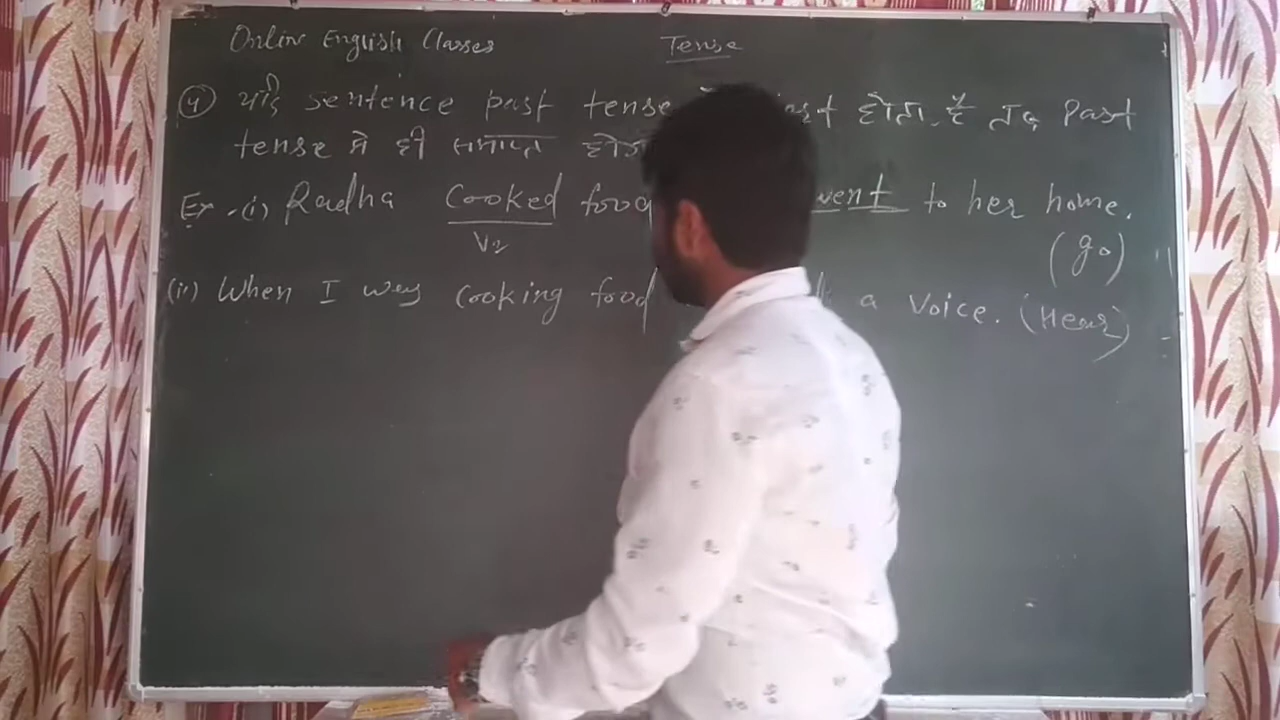 Online English Classes
Tense
(4) यदि sentence past tense start होता है तब Past
tense में ही समाप्त होगा
Ex.-(i) Radha Cooked food went to her home.
V2
(go)
(ii) When I was cooking food a Voice. (Hear)